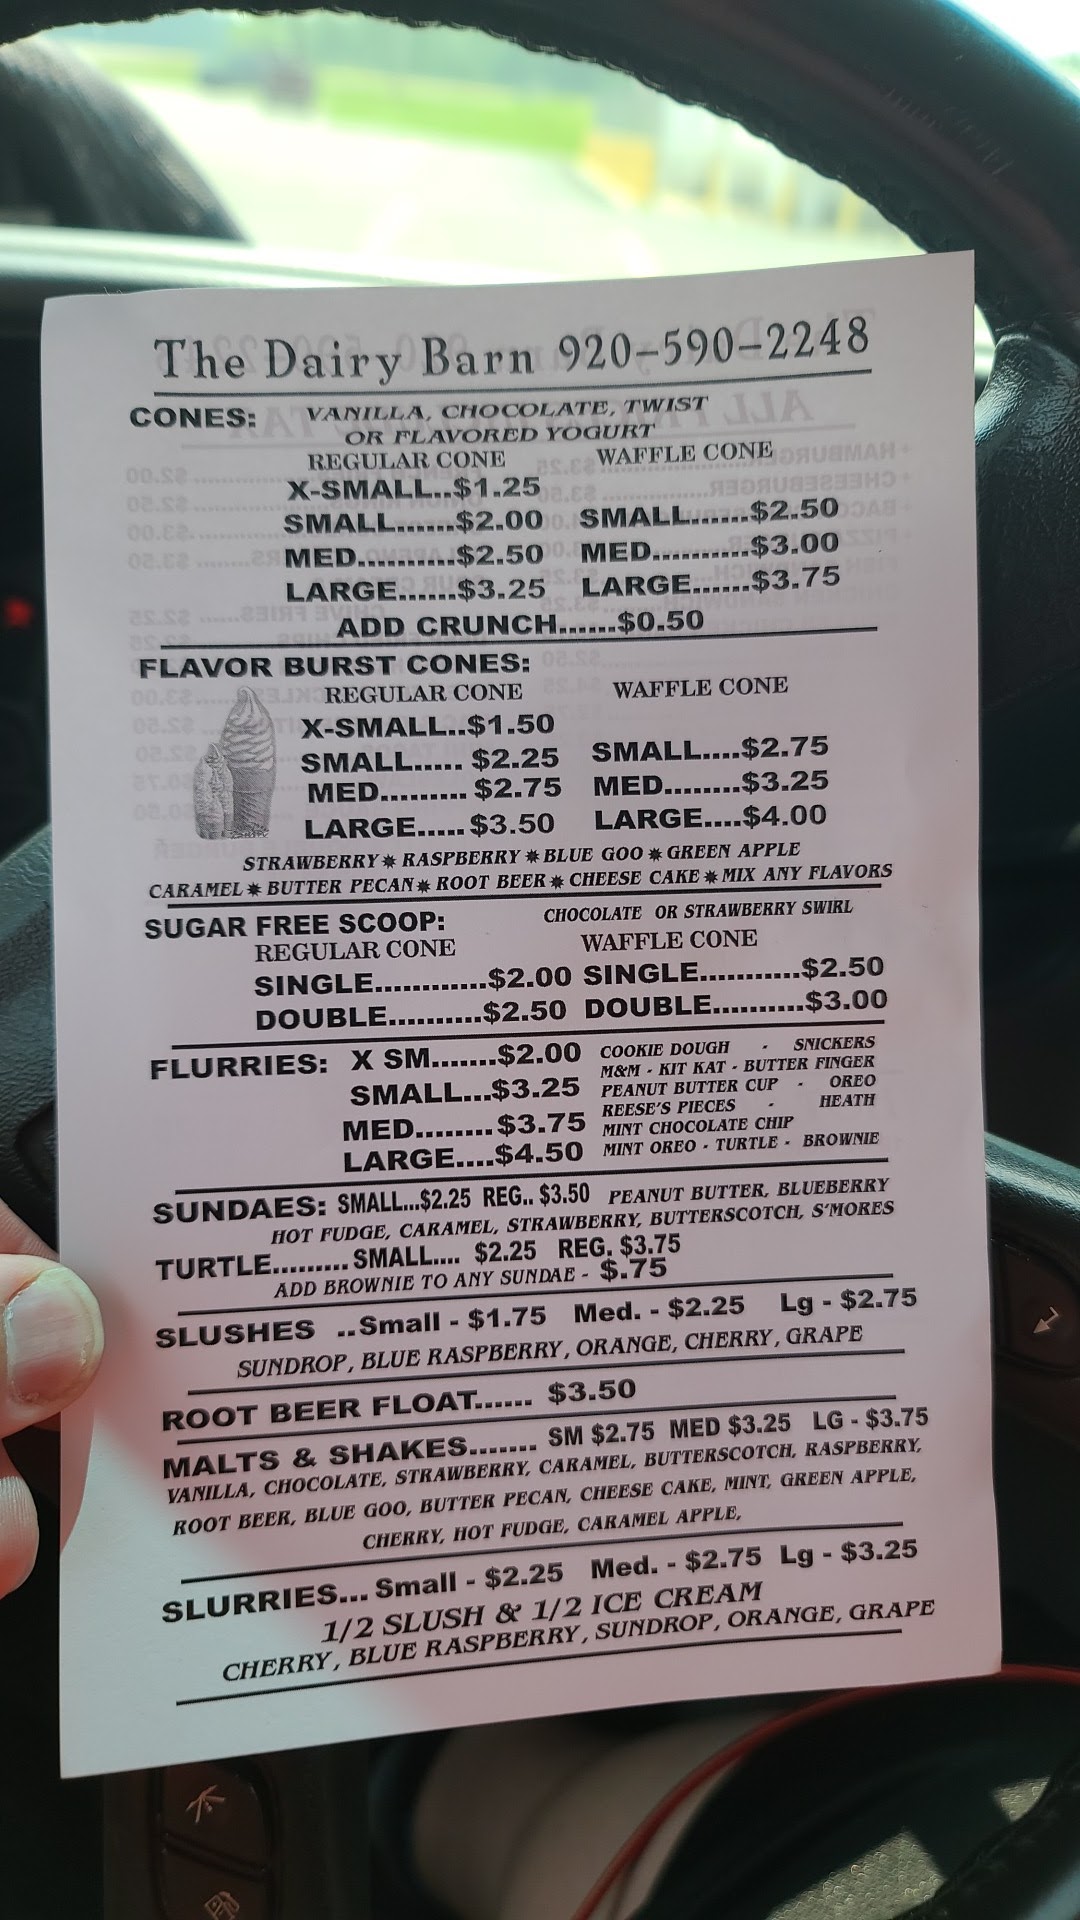 The Dairy Barn 920-590-2248
CONES: VANILLA, CHOCOLATE, TWIST
OR FLAVORED YOGURT
REGULAR CONE WAFFLE CONE
X-SMALL..$1.25
SMALL......$2.00 SMALL......$2.50
MED..........$2.50 MED..........$3.00
LARGE......$3.25 LARGE.......$3.75
ADD CRUNCH......$0.50
FLAVOR BURST CONES:
REGULAR CONE WAFFLE CONE
X-SMALL..$1.50
SMALL..... $2.25 SMALL....$2.75
MED......... $2.75 MED........$3.25
LARGE..... $3.50 LARGE....$4.00
STRAWBERRY✷RASPBERRY✷BLUE GOO✷GREEN APPLE
CARAMEL✷BUTTER PECAN✷ROOT BEER✷CHEESE CAKE✷MIX ANY FLAVORS
SUGAR FREE SCOOP: CHOCOLATE OR STRAWBERRY SWIRL
REGULAR CONE WAFFLE CONE
SINGLE............$2.00 SINGLE...........$2.50
DOUBLE..........$2.50 DOUBLE..........$3.00
FLURRIES: X SM.......$2.00 COOKIE DOUGH - SNICKERS
M&M - KIT KAT - BUTTER FINGER
SMALL...$3.25 PEANUT BUTTER CUP - OREO
REESE'S PIECES - HEATH
MED........$3.75 MINT CHOCOLATE CHIP
LARGE....$4.50 MINT OREO - TURTLE - BROWNIE
SUNDAES: SMALL...$2.25 REG.. $3.50 PEANUT BUTTER, BLUEBERRY
HOT FUDGE, CARAMEL, STRAWBERRY, BUTTERSCOTCH, S'MORES
TURTLE......... SMALL.... $2.25 REG. $3.75
ADD BROWNIE TO ANY SUNDAE - $.75
SLUSHES ..Small - $1.75 Med. - $2.25 Lg - $2.75
SUNDROP, BLUE RASPBERRY, ORANGE, CHERRY, GRAPE
ROOT BEER FLOAT...... $3.50
MALTS & SHAKES....... SM $2.75 MED $3.25 LG - $3.75
VANILLA, CHOCOLATE, STRAWBERRY, CARAMEL, BUTTERSCOTCH, RASPBERRY,
ROOT BEER, BLUE GOO, BUTTER PECAN, CHEESE CAKE, MINT, GREEN APPLE,
CHERRY, HOT FUDGE, CARAMEL APPLE,
SLURRIES... Small - $2.25 Med. - $2.75 Lg - $3.25
1/2 SLUSH & 1/2 ICE CREAM
CHERRY, BLUE RASPBERRY, SUNDROP, ORANGE, GRAPE